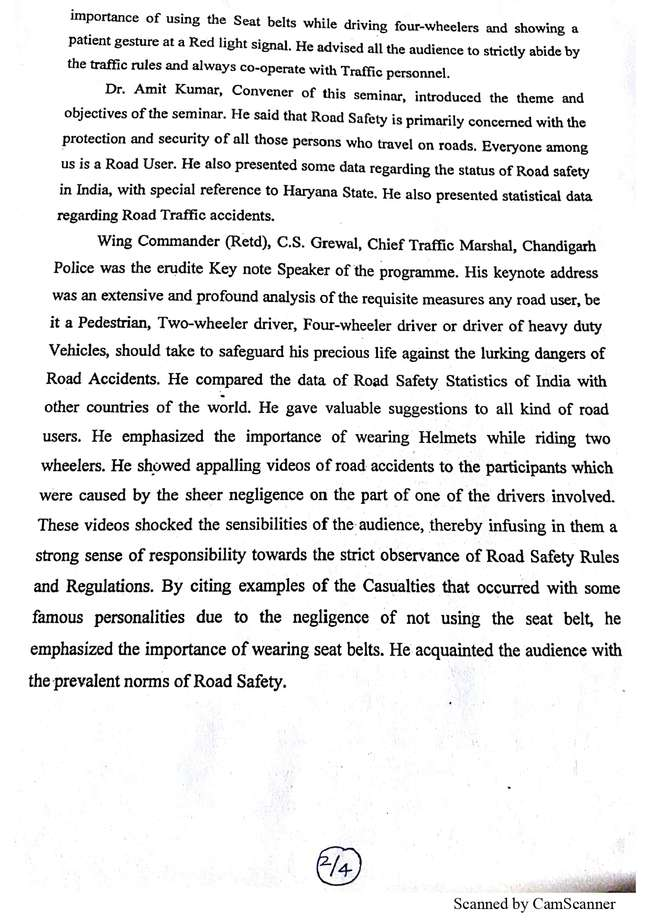 importance of using the Seat belts while driving four-wheelers and showing a
patient gesture at a Red light signal. He advised all the audience to strictly abide by
the traffic rules and always co-operate with Traffic personnel.
Dr. Amit Kumar, Convener of this seminar, introduced the theme and
objectives of the seminar. He said that Road Safety is primarily concerned with the
protection and security of all those persons who travel on roads. Everyone among
us is a Road User. He also presented some data regarding the status of Road safety
in India, with special reference to Haryana State. He also presented statistical data
regarding Road Traffic accidents.
Wing Commander (Retd), C.S. Grewal, Chief Traffic Marshal, Chandigarh
Police was the erudite Key note Speaker of the programme. His keynote address
was an extensive and profound analysis of the requisite measures any road user, be
it a Pedestrian, Two-wheeler driver, Four-wheeler driver or driver of heavy duty
Vehicles, should take to safeguard his precious life against the lurking dangers of
Road Accidents. He compared the data of Road Safety Statistics of India with
other countries of the world. He gave valuable suggestions to all kind of road
users. He emphasized the importance of wearing Helmets while riding two
wheelers. He showed appalling videos of road accidents to the participants which
were caused by the sheer negligence on the part of one of the drivers involved.
These videos shocked the sensibilities of the audience, thereby infusing in them a
strong sense of responsibility towards the strict observance of Road Safety Rules
and Regulations. By citing examples of the Casualties that occurred with some
famous personalities due to the negligence of not using the seat belt, he
emphasized the importance of wearing seat belts. He acquainted the audience with
the prevalent norms of Road Safety.
2/4
Scanned by CamScanner